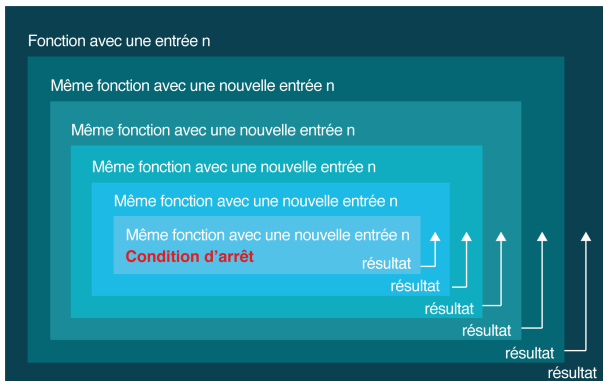 Fonction avec une entrée n
Même fonction avec une nouvelle entrée n
Même fonction avec une nouvelle entrée n
Même fonction avec une nouvelle entrée n
Même fonction avec une nouvelle entrée n
Même fonction avec une nouvelle entrée n
Condition d'arrêt
résultat
résultat
résultat
résultat
résultat
résultat